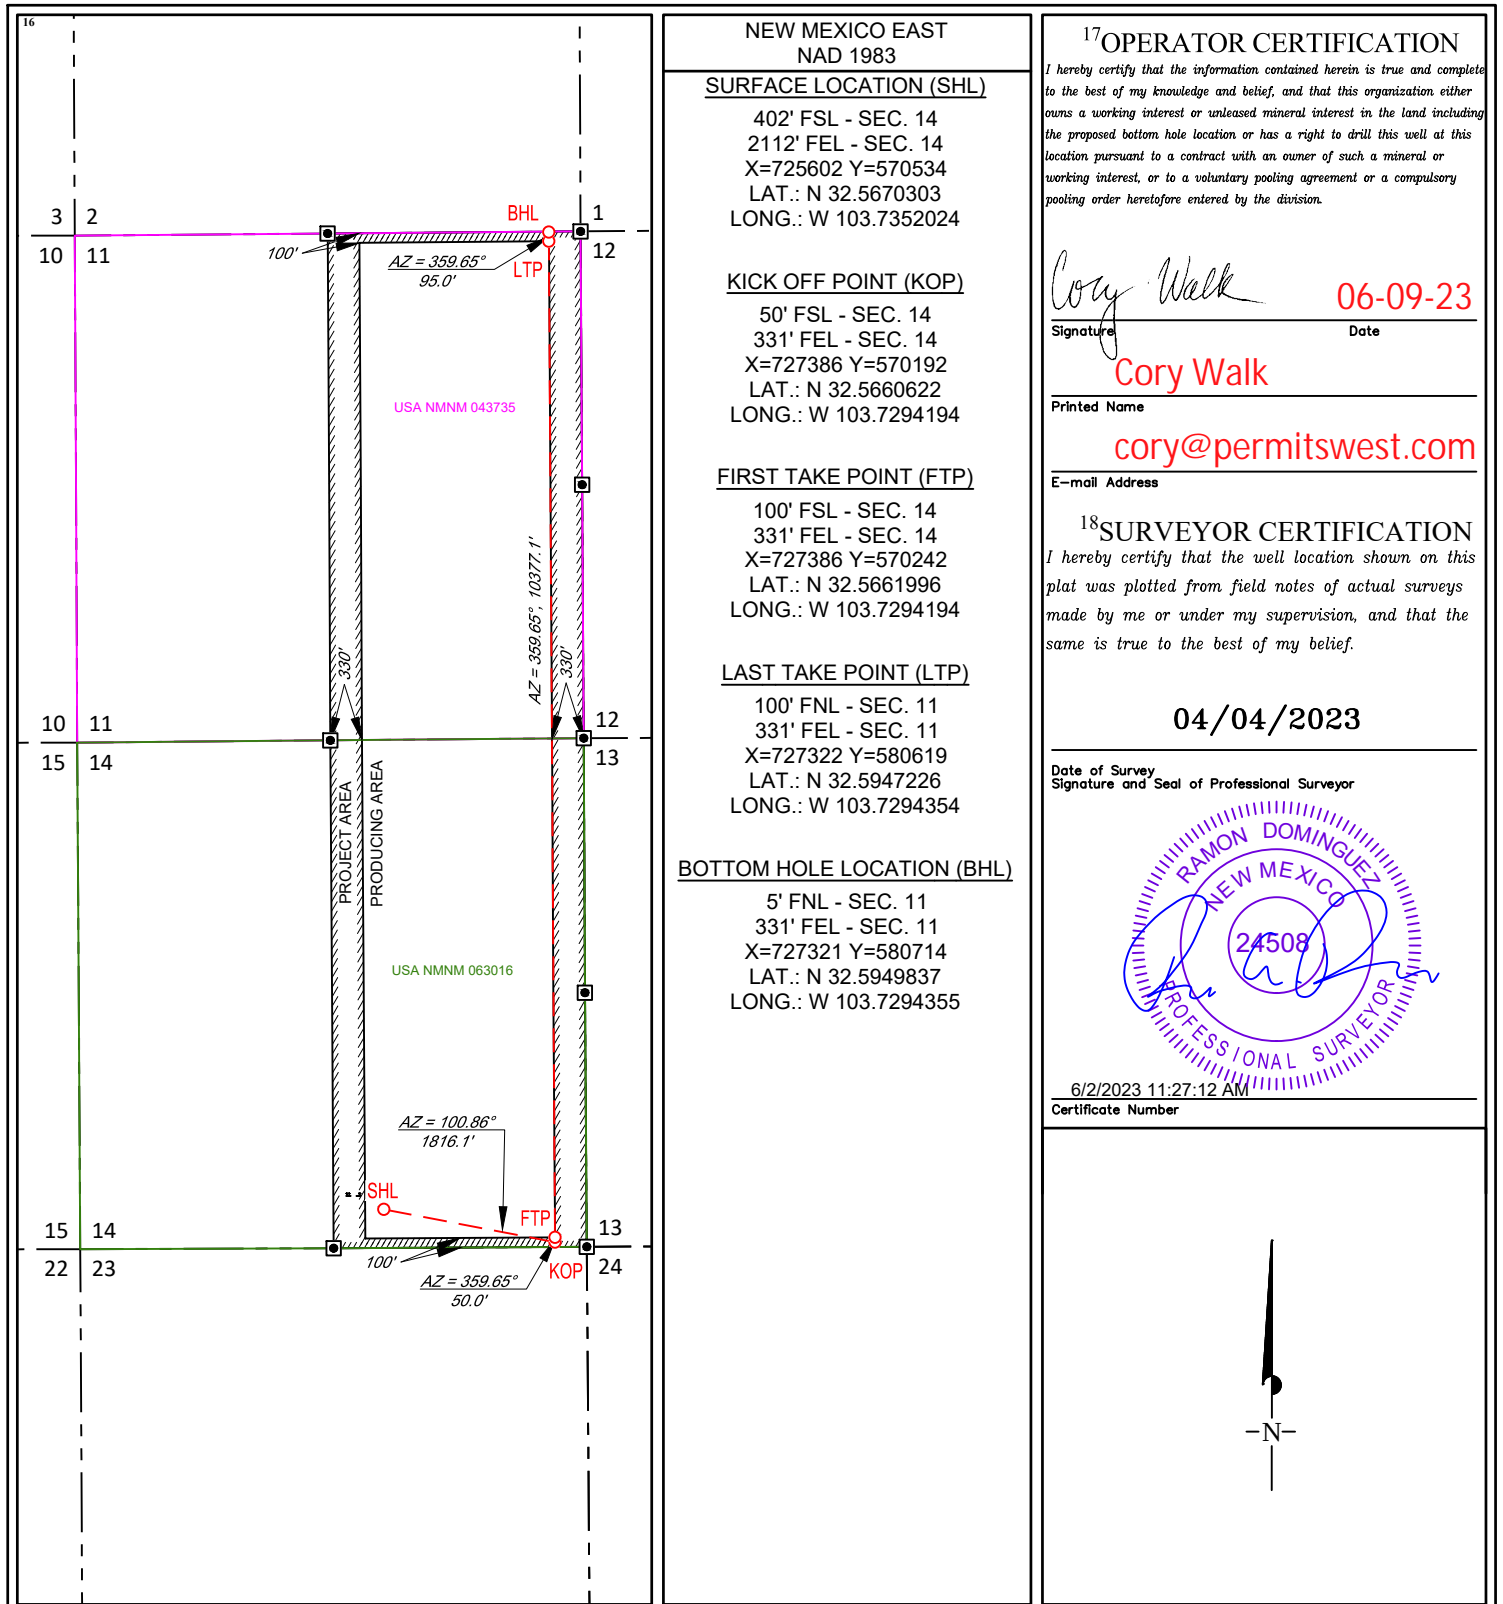 16
3 2
10 11
BHL
1
12
LTP
100'
AZ = 359.65°
95.0'
USA NMNM 043735
AZ = 359.65°, 10377.1'
330'
330'
10 11
15 14
12
13
PROJECT AREA
PRODUCING AREA
USA NMNM 063016
AZ = 100.86°
1816.1'
SHL
FTP
KOP
15 14
22 23
13
24
100'
AZ = 359.65°
50.0'
NEW MEXICO EAST
NAD 1983
SURFACE LOCATION (SHL)
402' FSL - SEC. 14
2112' FEL - SEC. 14
X=725602 Y=570534
LAT.: N 32.5670303
LONG.: W 103.7352024
KICK OFF POINT (KOP)
50' FSL - SEC. 14
331' FEL - SEC. 14
X=727386 Y=570192
LAT.: N 32.5660622
LONG.: W 103.7294194
FIRST TAKE POINT (FTP)
100' FSL - SEC. 14
331' FEL - SEC. 14
X=727386 Y=570242
LAT.: N 32.5661996
LONG.: W 103.7294194
LAST TAKE POINT (LTP)
100' FNL - SEC. 11
331' FEL - SEC. 11
X=727322 Y=580619
LAT.: N 32.5947226
LONG.: W 103.7294354
BOTTOM HOLE LOCATION (BHL)
5' FNL - SEC. 11
331' FEL - SEC. 11
X=727321 Y=580714
LAT.: N 32.5949837
LONG.: W 103.7294355
17 OPERATOR CERTIFICATION
I hereby certify that the information contained herein is true and complete
to the best of my knowledge and belief, and that this organization either
owns a working interest or unleased mineral interest in the land including
the proposed bottom hole location or has a right to drill this well at this
location pursuant to a contract with an owner of such a mineral or
working interest, or to a voluntary pooling agreement or a compulsory
pooling order heretofore entered by the division.
Cory Walk 06-09-23
Signature Date
Cory Walk
Printed Name
cory@permitswest.com
E-mail Address
18 SURVEYOR CERTIFICATION
I hereby certify that the well location shown on this
plat was plotted from field notes of actual surveys
made by me or under my supervision, and that the
same is true to the best of my belief.
04/04/2023
Date of Survey
Signature and Seal of Professional Surveyor
RAMON DOMINGUEZ
NEW MEXICO
24508
PROFESSIONAL SURVEYOR
6/2/2023 11:27:12 AM
Certificate Number
-N-